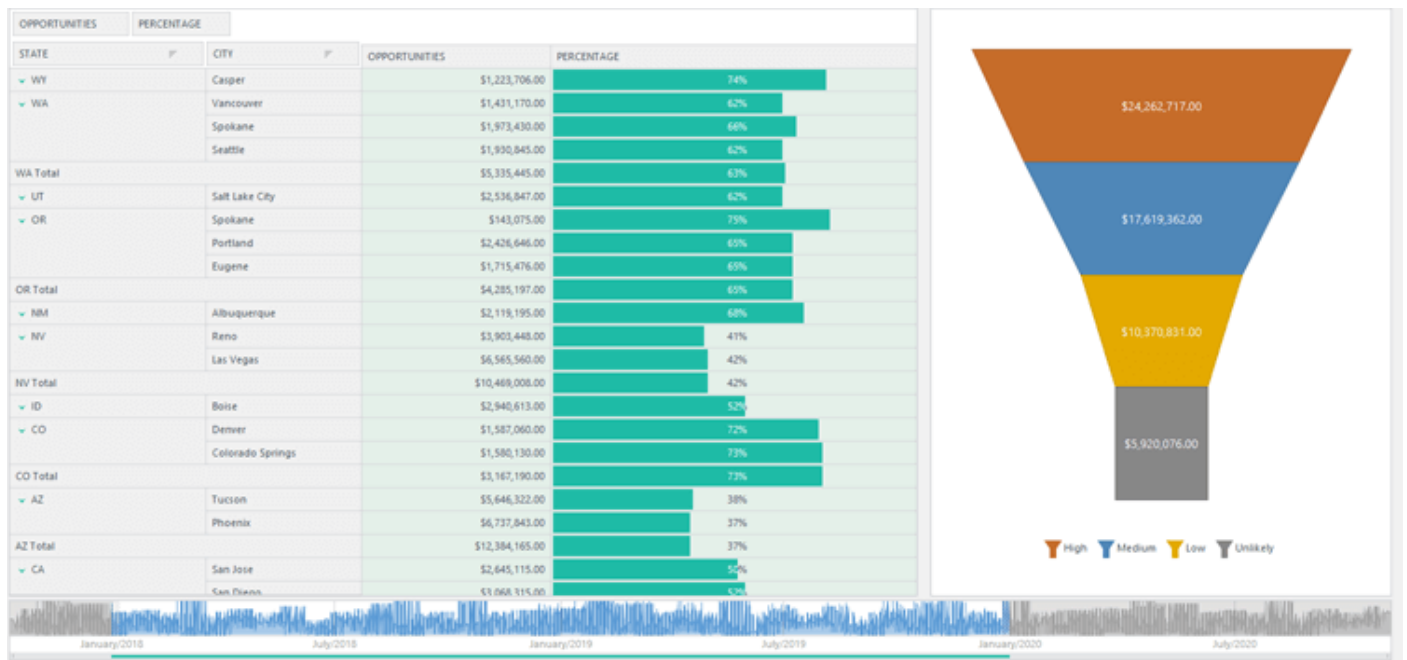 OPPORTUNITIES PERCENTAGE
STATE CITY OPPORTUNITIES PERCENTAGE
WY Casper $1,223,706.00 74%
WA Vancouver $1,431,170.00 62%
Spokane $1,973,430.00 66%
Seattle $1,930,845.00 62%
WA Total $5,335,445.00 63%
UT Salt Lake City $2,536,847.00 62%
OR Spokane $143,075.00 75%
Portland $2,426,646.00 65%
Eugene $1,715,476.00 65%
OR Total $4,285,197.00 65%
NM Albuquerque $2,119,195.00 68%
NV Reno $3,903,448.00 41%
Las Vegas $6,565,560.00 42%
NV Total $10,469,008.00 42%
ID Boise $2,940,613.00 52%
CO Denver $1,587,060.00 72%
Colorado Springs $1,580,130.00 73%
CO Total $3,167,190.00 73%
AZ Tucson $5,646,322.00 38%
Phoenix $6,737,843.00 37%
AZ Total $12,384,165.00 37%
CA San Jose $2,645,115.00 50%
San Diego $3,068,315.00 52%
$24,262,717.00
$17,619,362.00
$10,370,831.00
$5,920,076.00
High Medium Low Unlikely
January/2018 July/2018 January/2019 July/2019 January/2020 July/2020